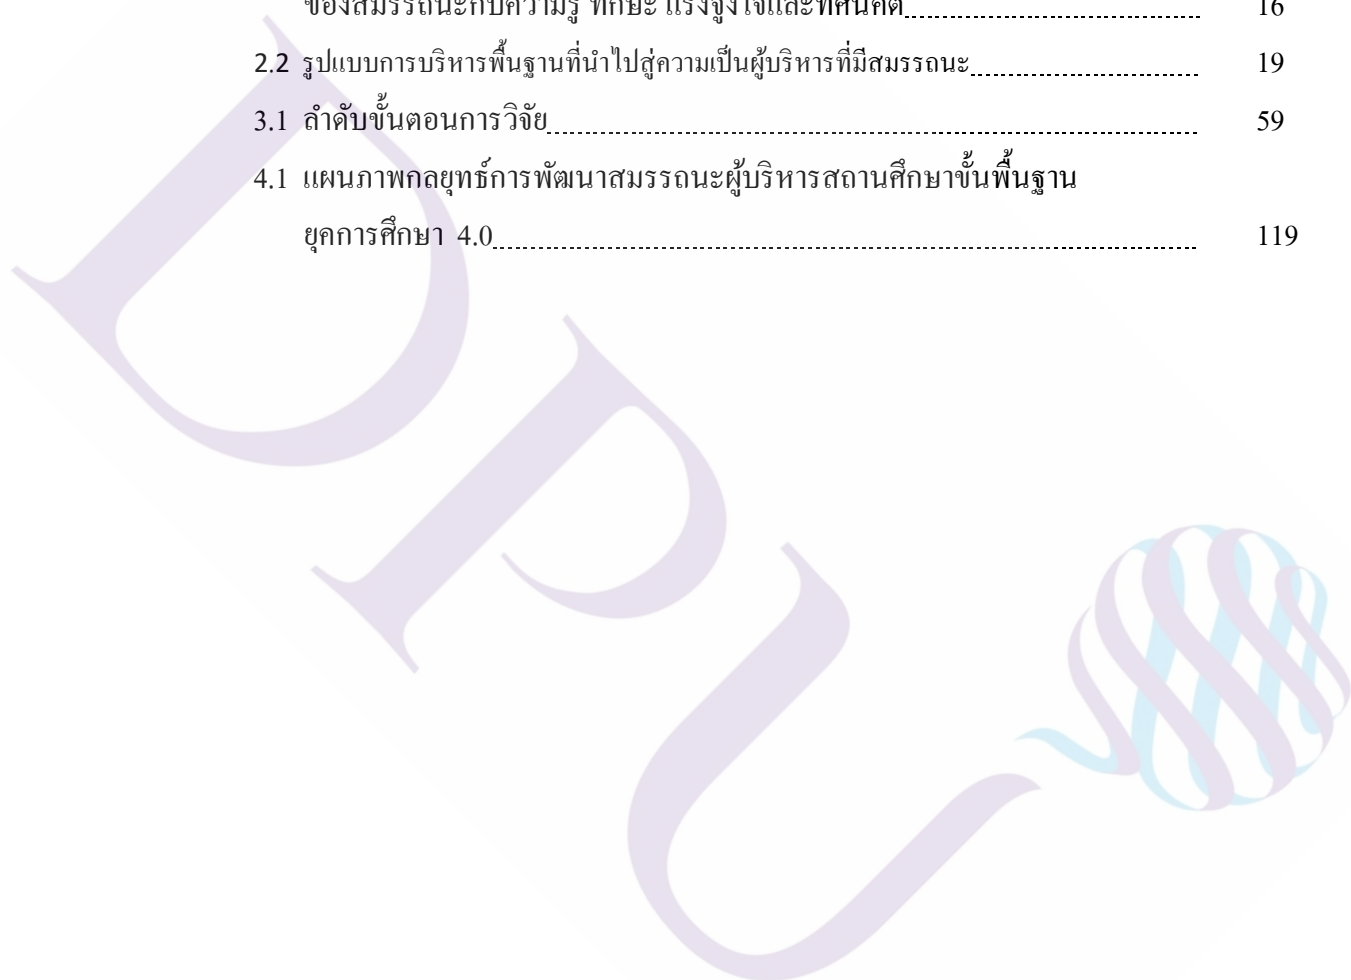 ของสมรรถนะกับความรู้ ทักษะ แรงจูงใจและทัศนคติ 16
2.2 รูปแบบการบริหารพื้นฐานที่นำไปสู่ความเป็นผู้บริหารที่มีสมรรถนะ 19
3.1 ลำดับขั้นตอนการวิจัย 59
4.1 แผนภาพกลยุทธ์การพัฒนาสมรรถนะผู้บริหารสถานศึกษาขั้นพื้นฐาน
ยุคการศึกษา 4.0 119
DPU